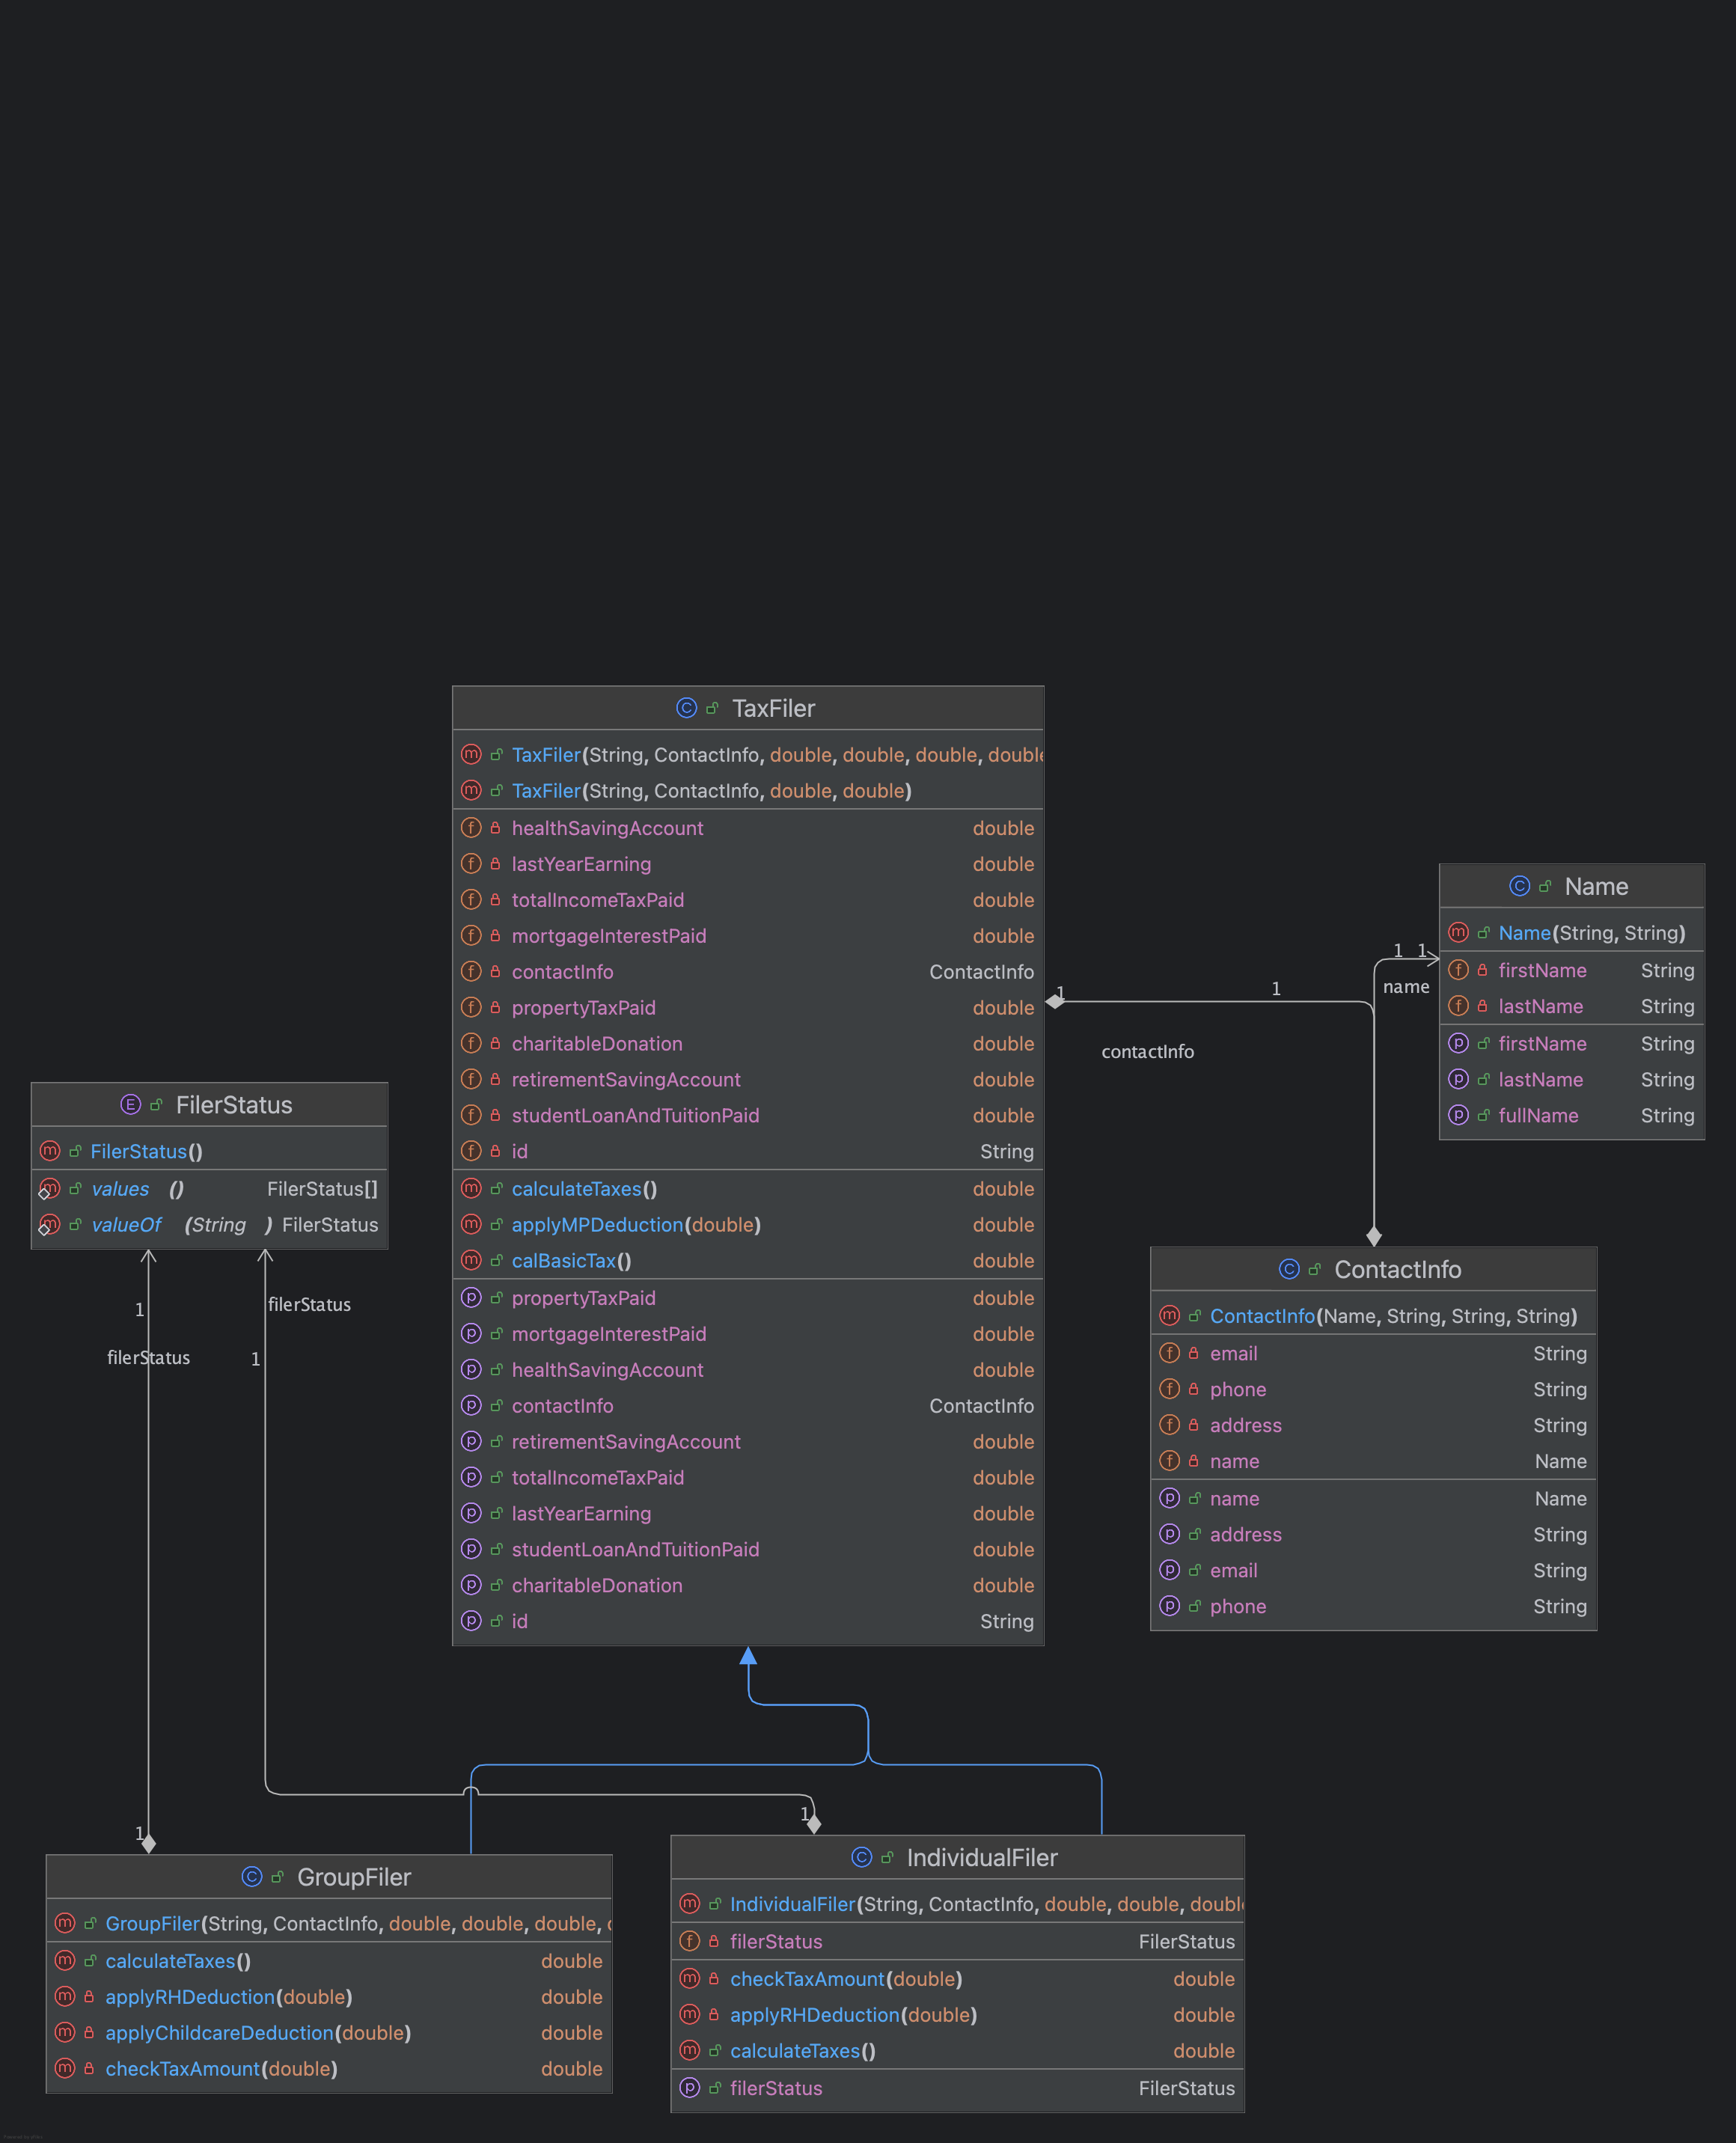 TaxFiler
TaxFiler(String, ContactInfo, double, double, double, double
TaxFiler(String, ContactInfo, double, double)
healthSavingAccount double
lastYearEarning double
totalIncomeTaxPaid double
mortgageInterestPaid double
contactInfo ContactInfo
propertyTaxPaid double
charitableDonation double
retirementSavingAccount double
studentLoanAndTuitionPaid double
id String
calculateTaxes() double
applyMPDeduction(double) double
calBasicTax() double
propertyTaxPaid double
mortgageInterestPaid double
healthSavingAccount double
contactInfo ContactInfo
retirementSavingAccount double
totalIncomeTaxPaid double
lastYearEarning double
studentLoanAndTuitionPaid double
charitableDonation double
id String
Name
Name(String, String)
firstName String
lastName String
firstName String
lastName String
fullName String
1 1
name
1 1
contactInfo
FilerStatus
FilerStatus()
values () FilerStatus[]
valueOf (String ) FilerStatus
filerStatus
1
filerStatus
1
1
1
ContactInfo
ContactInfo(Name, String, String, String)
email String
phone String
address String
name Name
name Name
address String
email String
phone String
GroupFiler
GroupFiler(String, ContactInfo, double, double, double,
calculateTaxes() double
applyRHDeduction(double) double
applyChildcareDeduction(double) double
checkTaxAmount(double) double
IndividualFiler
IndividualFiler(String, ContactInfo, double, double, doubl
filerStatus FilerStatus
checkTaxAmount(double) double
applyRHDeduction(double) double
calculateTaxes() double
filerStatus FilerStatus